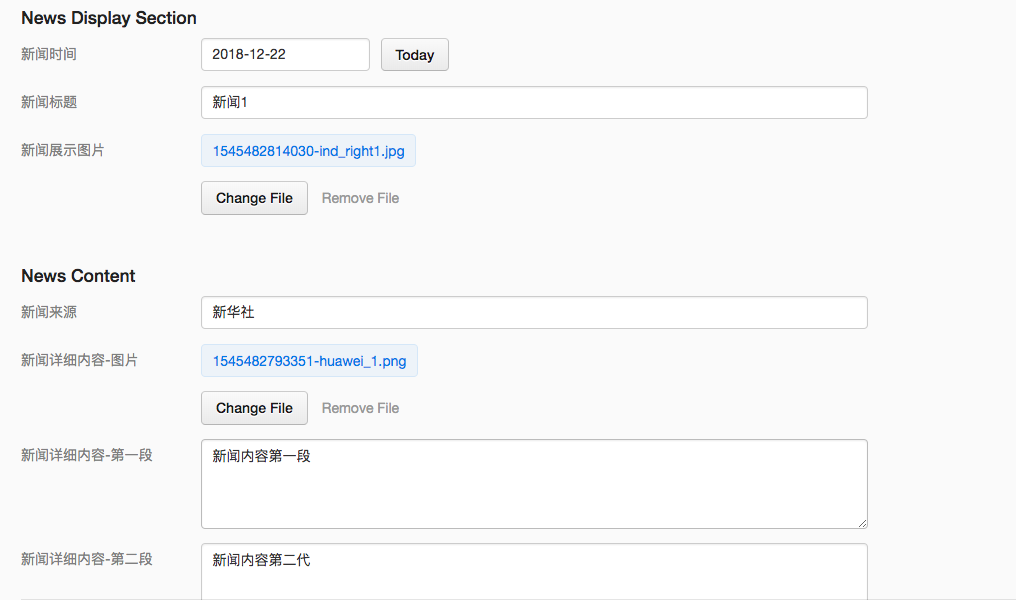 News Display Section
新闻时间
2018-12-22
Today
新闻标题
新闻1
新闻展示图片
1545482814030-ind_right1.jpg
Change File
Remove File
News Content
新闻来源
新华社
新闻详细内容-图片
1545482793351-huawei_1.png
Change File
Remove File
新闻详细内容-第一段
新闻内容第一段
新闻详细内容-第二段
新闻内容第二代